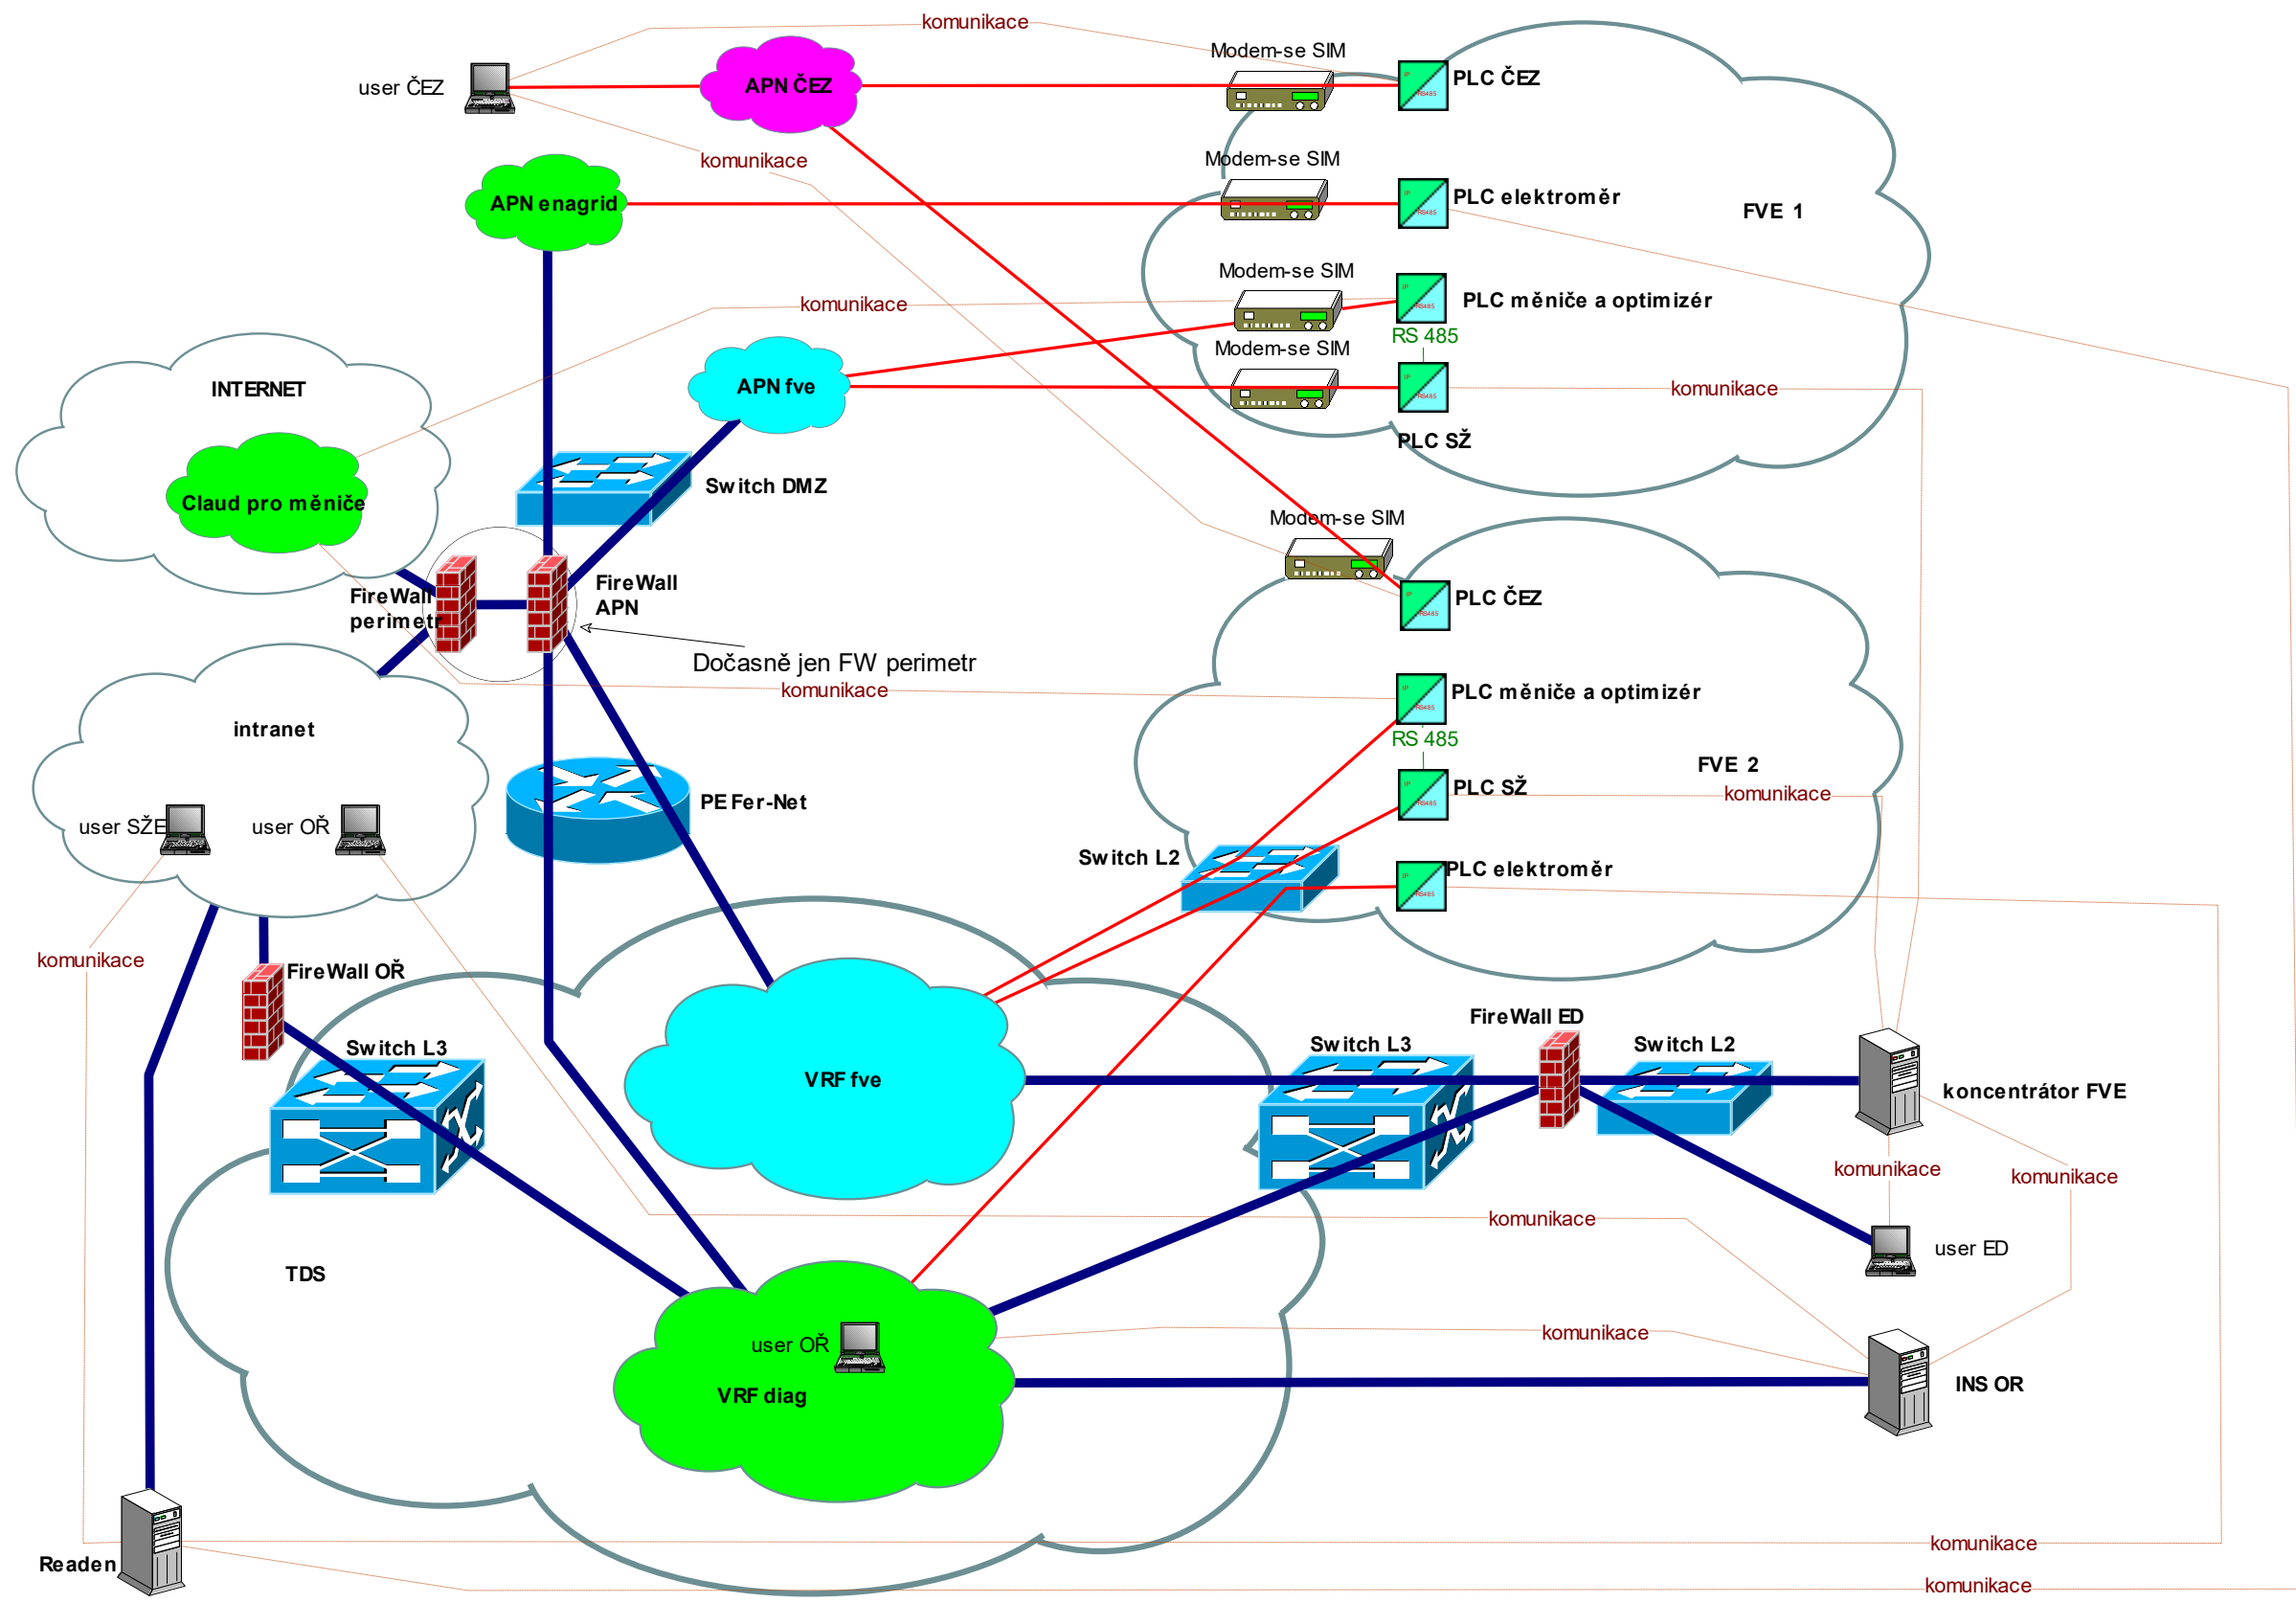 komunikace
Modem-se SIM
user ČEZ
APN ČEZ
PLC ČEZ
komunikace
Modem-se SIM
APN enagrid
PLC elektroměr
FVE 1
Modem-se SIM
komunikace
PLC měniče a optimizér
RS 485
Modem-se SIM
INTERNET
APN fve
komunikace
PLC SŽ
Switch DMZ
Claud pro měniče
Modem-se SIM
FireWall
perimetr
FireWall
APN
PLC ČEZ
Dočasně jen FW perimetr
komunikace
PLC měniče a optimizér
intranet
RS 485
FVE 2
PLC SŽ
komunikace
PE Fer-Net
user SŽE
user OŘ
Switch L2
PLC elektroměr
komunikace
FireWall OŘ
FireWall ED
Switch L3
Switch L3
Switch L2
VRF fve
koncentrátor FVE
komunikace
komunikace
komunikace
user ED
TDS
user OŘ
komunikace
VRF diag
INS OR
komunikace
Readen
komunikace